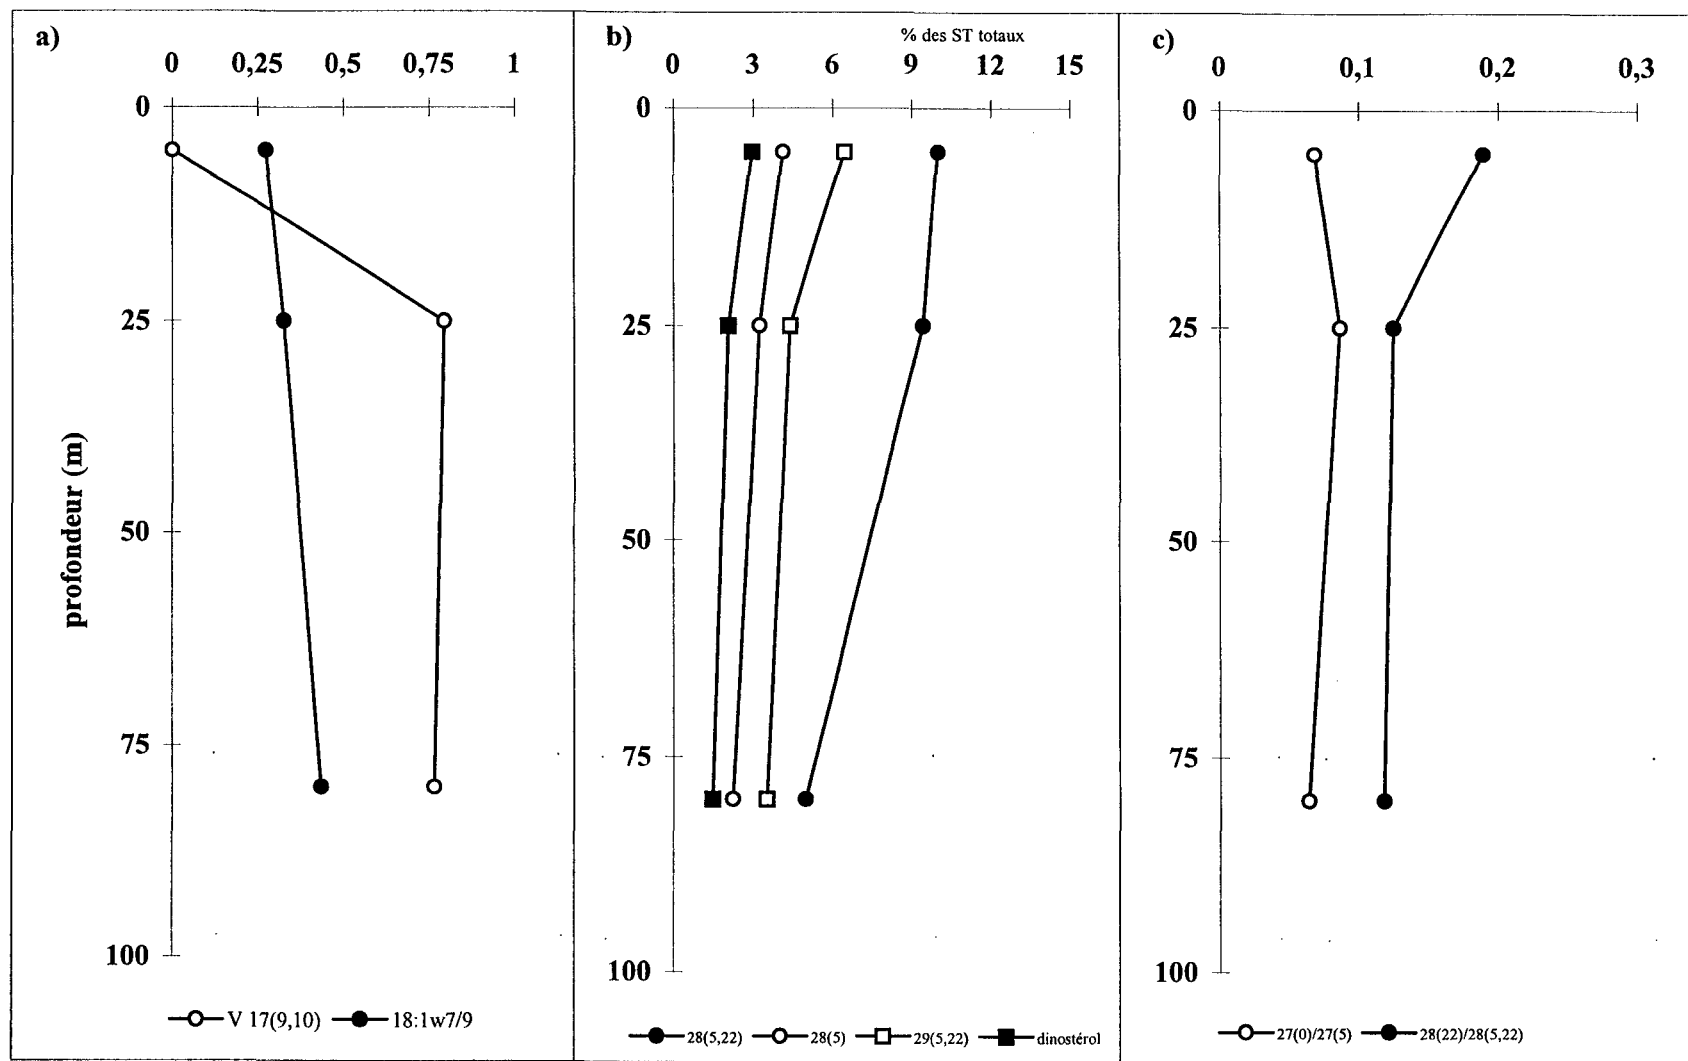 a)
0 0,25 0,5 0,75 1
0
25
50
75
100
profondeur (m)
V 17(9,10) 18:1w7/9
b)
% des ST totaux
0 3 6 9 12 15
0
25
50
75
100
28(5,22) 28(5) 29(5,22) dinostérol
c)
0 0,1 0,2 0,3
0
25
50
75
100
27(0)/27(5) 28(22)/28(5,22)